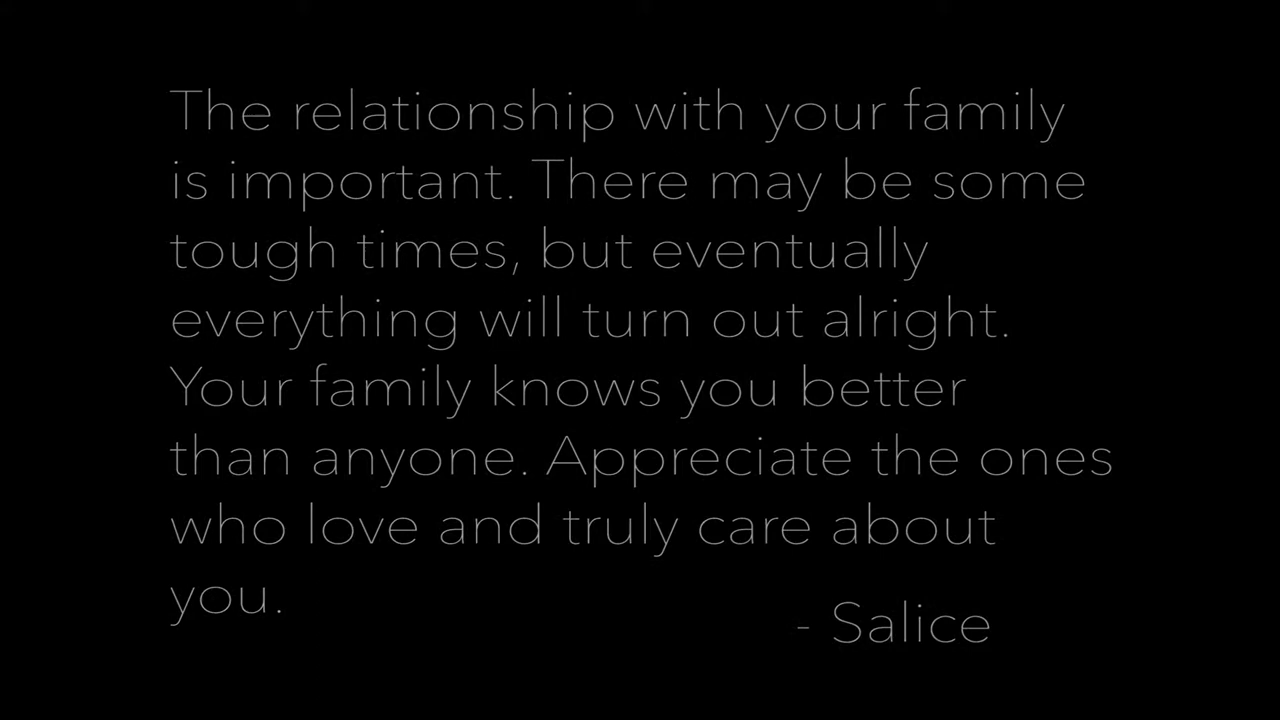 The relationship with your family
is important. There may be some
tough times, but eventually
everything will turn out alright.
Your family knows you better
than anyone. Appreciate the ones
who love and truly care about
you.
- Salice